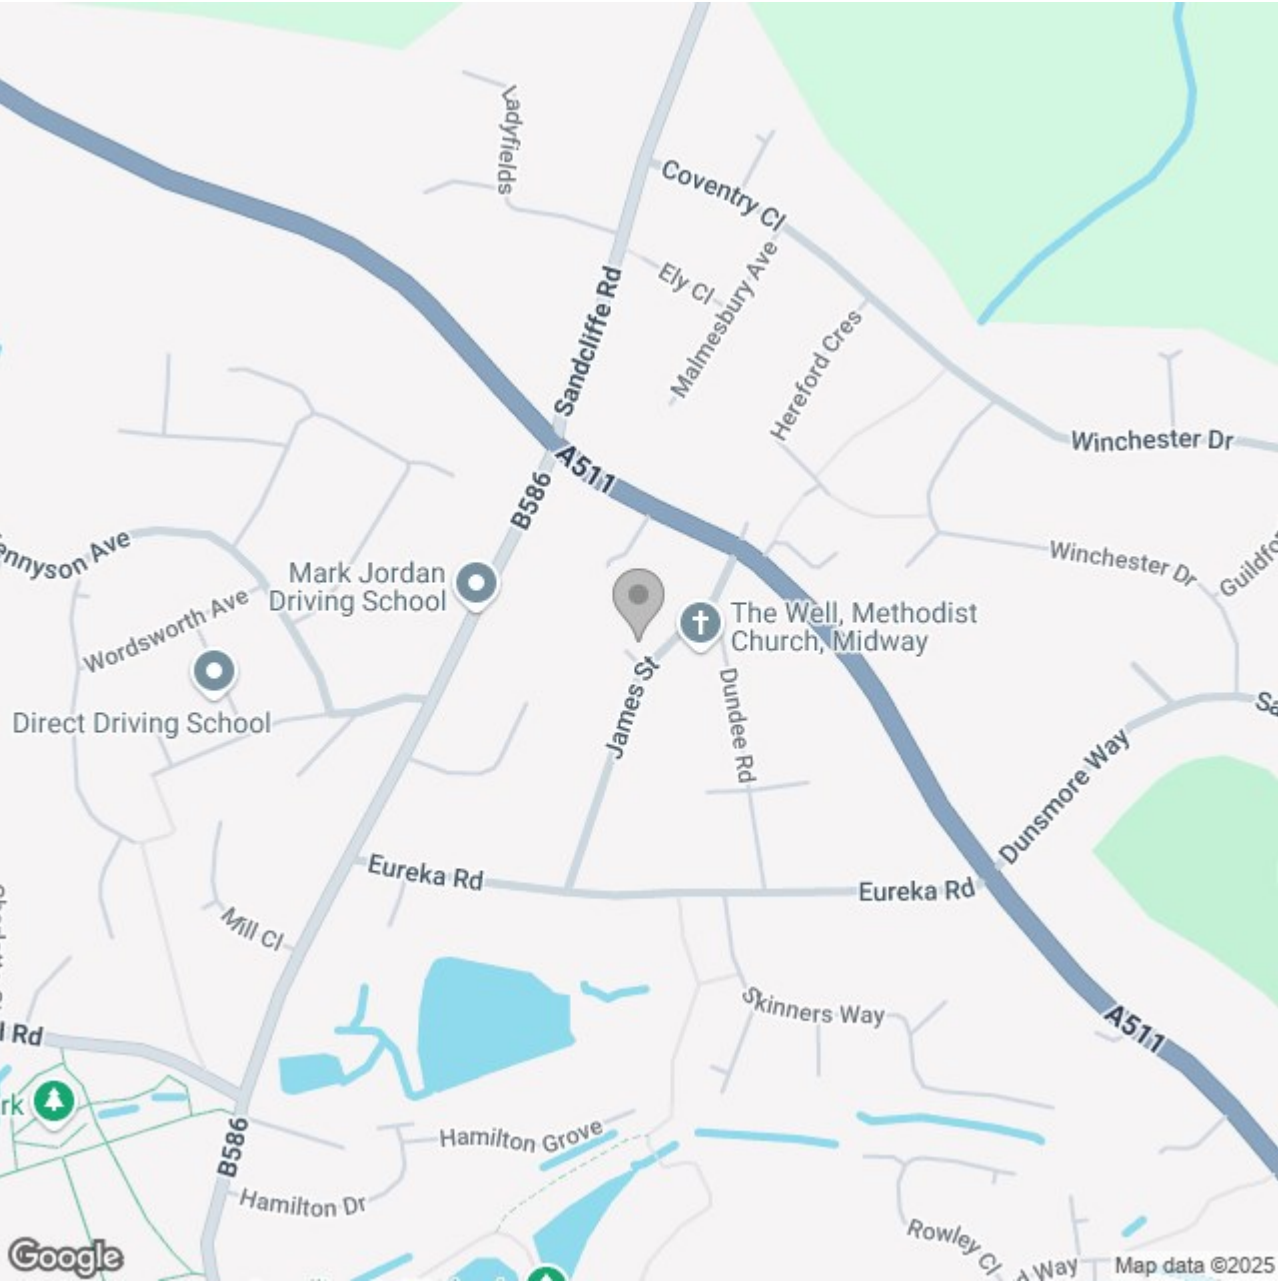 Ladyfields
Coventry Cl
Ely Cl
Malmesbury Ave
Sandcliffe Rd
Hereford Cres
Winchester Dr
A511
B586
ennyson Ave
Winchester Dr
Guildfo
Mark Jordan
Driving School
Wordsworth Ave
The Well, Methodist
Church, Midway
Direct Driving School
James St
Dundee Rd
Sa
Dunsmore Way
Eureka Rd
Eureka Rd
Mill Cl
Skinners Way
l Rd
A511
rk
B586
Hamilton Grove
Hamilton Dr
Rowley Cl
d Way
Google
Map data ©2025